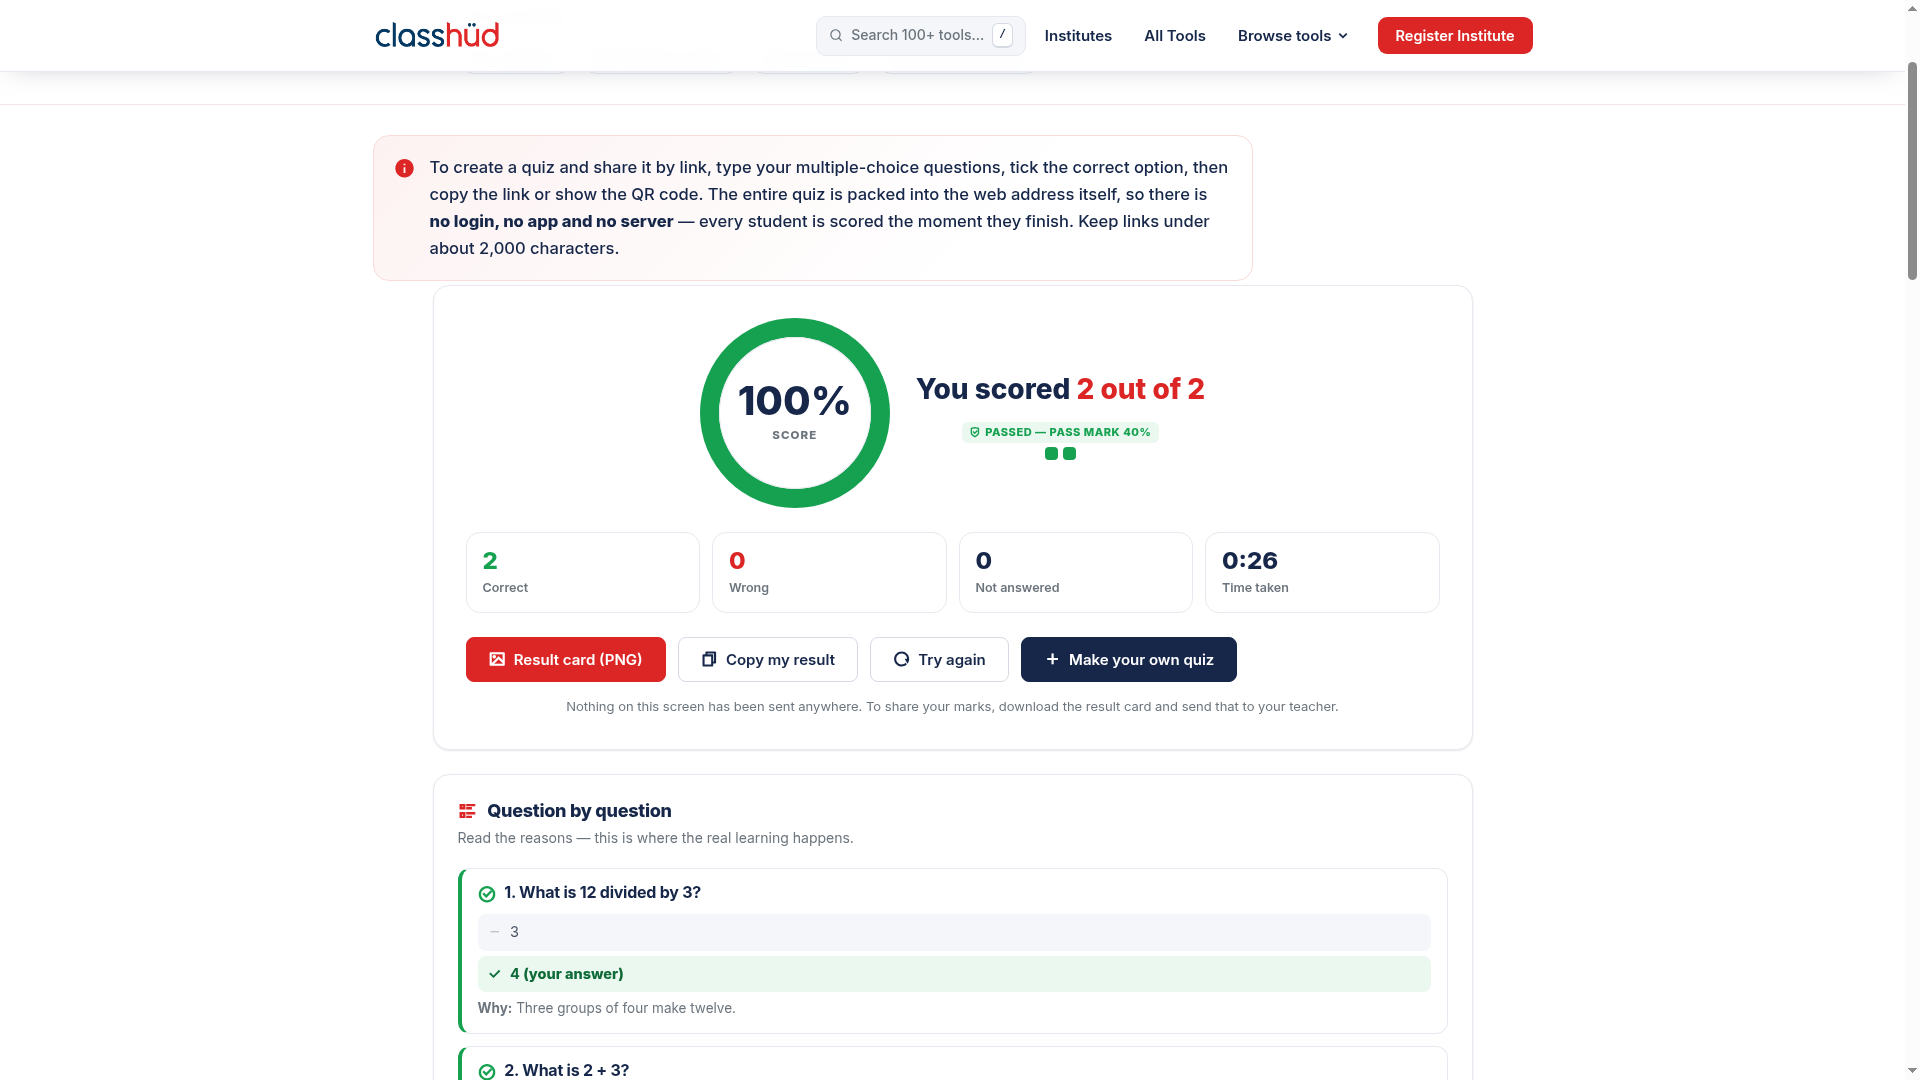 classhüd
Search 100+ tools...
/
Institutes
All Tools
Browse tools
Register Institute
To create a quiz and share it by link, type your multiple-choice questions, tick the correct option, then
copy the link or show the QR code. The entire quiz is packed into the web address itself, so there is
no login, no app and no server — every student is scored the moment they finish. Keep links under
about 2,000 characters.
100%
SCORE
You scored 2 out of 2
PASSED — PASS MARK 40%
2
Correct
0
Wrong
0
Not answered
0:26
Time taken
Result card (PNG)
Copy my result
Try again
Make your own quiz
Nothing on this screen has been sent anywhere. To share your marks, download the result card and send that to your teacher.
Question by question
Read the reasons — this is where the real learning happens.
1. What is 12 divided by 3?
– 3
✓ 4 (your answer)
Why: Three groups of four make twelve.
2. What is 2 + 3?